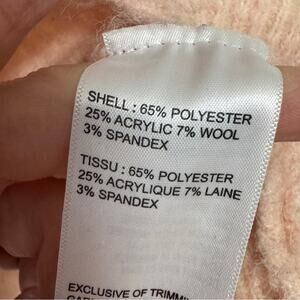 SHELL : 65% POLYESTER
25% ACRYLIC 7% WOOL
3% SPANDEX
TISSU : 65% POLYESTER
25% ACRYLIQUE 7% LAINE
3% SPANDEX
EXCLUSIVE OF TRIMMI